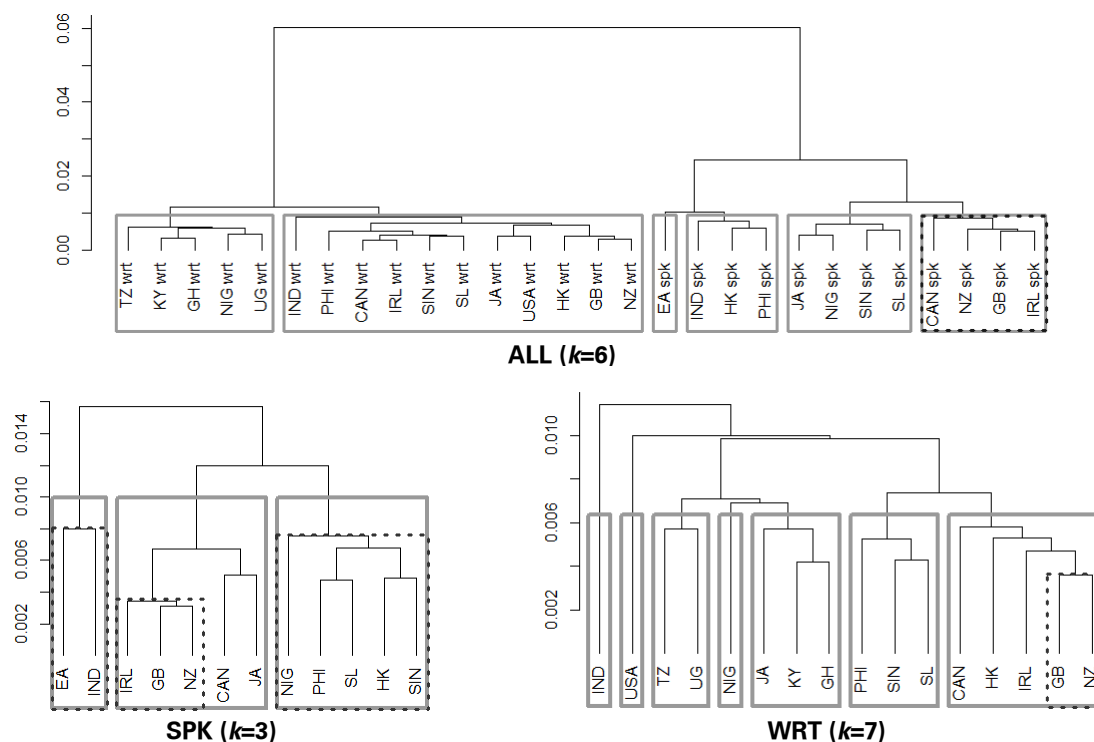 0.06
0.04
0.02
0.00
TZ wrt
KY wrt
GH wrt
NIG wrt
UG wrt
IND wrt
PHI wrt
CAN wrt
IRL wrt
SIN wrt
SL wrt
JA wrt
USA wrt
HK wrt
GB wrt
NZ wrt
EA spk
IND spk
HK spk
PHI spk
JA spk
NIG spk
SIN spk
SL spk
CAN spk
NZ spk
GB spk
IRL spk
ALL (k=6)
0.014
0.010
0.006
0.002
EA
IND
IRL
GB
NZ
CAN
JA
NIG
PHI
SL
HK
SIN
SPK (k=3)
0.010
0.006
0.002
IND
USA
TZ
UG
NIG
JA
KY
GH
PHI
SIN
SL
CAN
HK
IRL
GB
NZ
WRT (k=7)